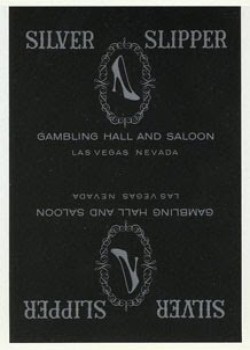 SILVER SLIPPER
GAMBLING HALL AND SALOON
LAS VEGAS NEVADA
LAS VEGAS NEVADA
GAMBLING HALL AND SALOON
SILVER SLIPPER